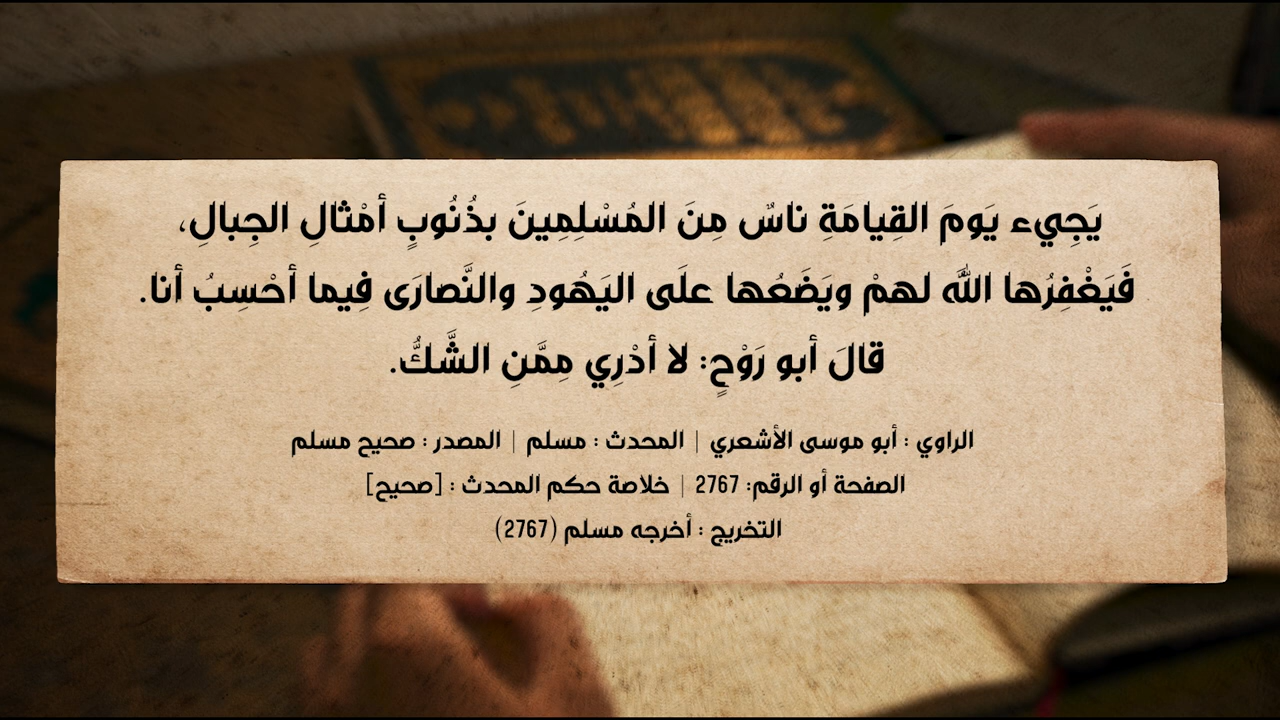 يَجِيء يَومَ القِيامَةِ ناسٌ مِنَ المُسْلِمِينَ بذُنُوبٍ أمْثالِ الجِبالِ،
فَيَغْفِرُها اللَّه لهمْ ويَضَعُها علَى اليَهُودِ والنَّصارَى فِيما أحْسِبُ أنا.
قالَ أبو رَوْحٍ: لا أدْرِي مِمَّنِ الشَّكُّ.
الراوي : أبو موسى الأشعري | المحدث : مسلم | المصدر : صحيح مسلم
الصفحة أو الرقم: 2767 | خلاصة حكم المحدث : [صحيح]
التخريج : أخرجه مسلم (2767)